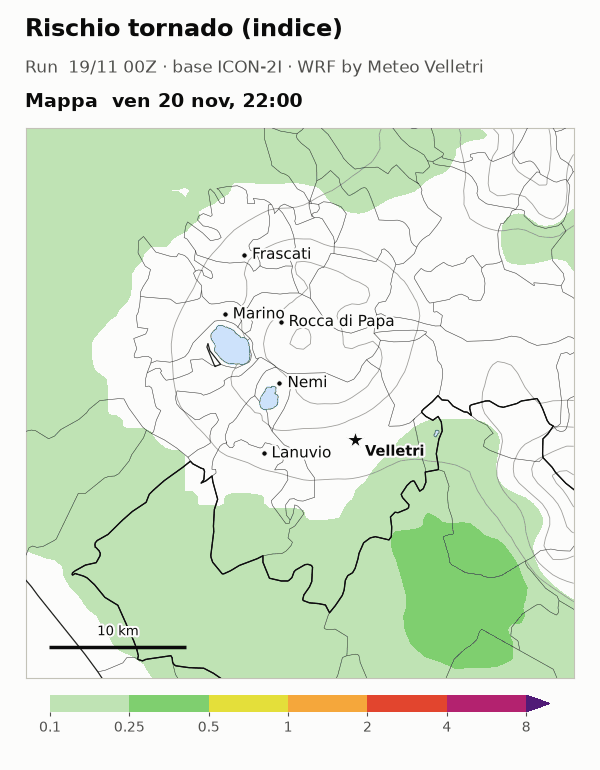 Rischio tornado (indice)
Run  19/11 00Z · base ICON-2I · WRF by Meteo Velletri
Mappa  ven 20 nov, 22:00
Frascati
Marino
Rocca di Papa
Nemi
Velletri
Lanuvio
10 km
0.1 0.25 0.5 1 2 4 8